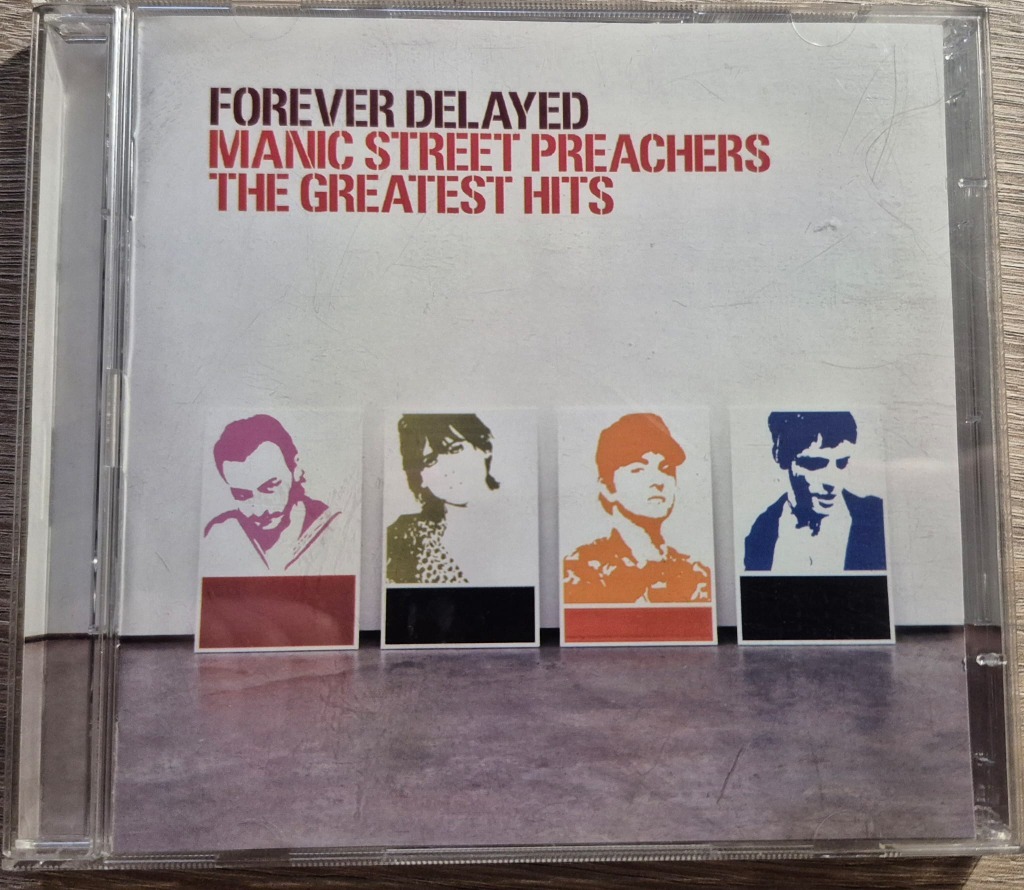 FOREVER DELAYED
MANIC STREET PREACHERS
THE GREATEST HITS